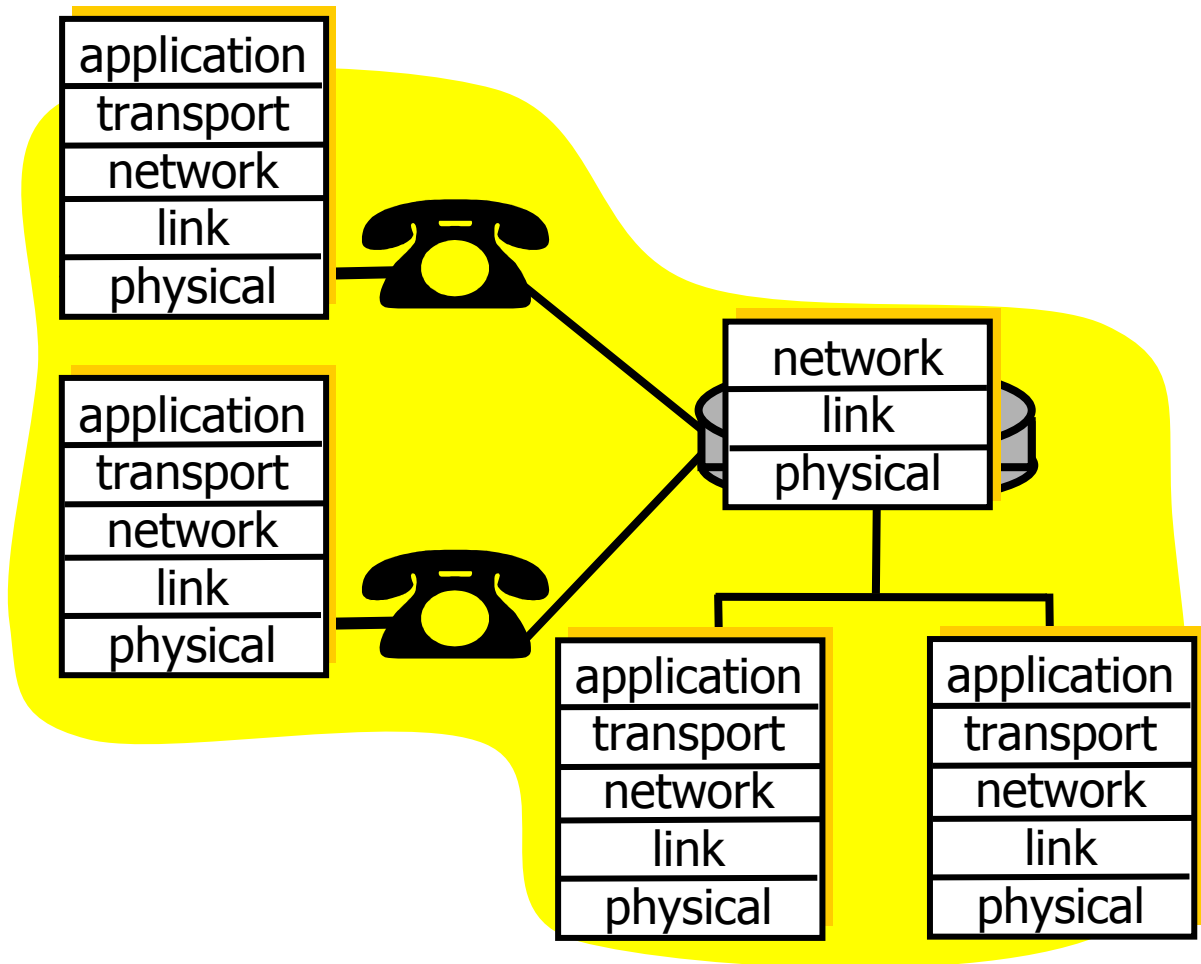 application
transport
network
link
physical
application
transport
network
link
physical
network
link
physical
application
transport
network
link
physical
application
transport
network
link
physical